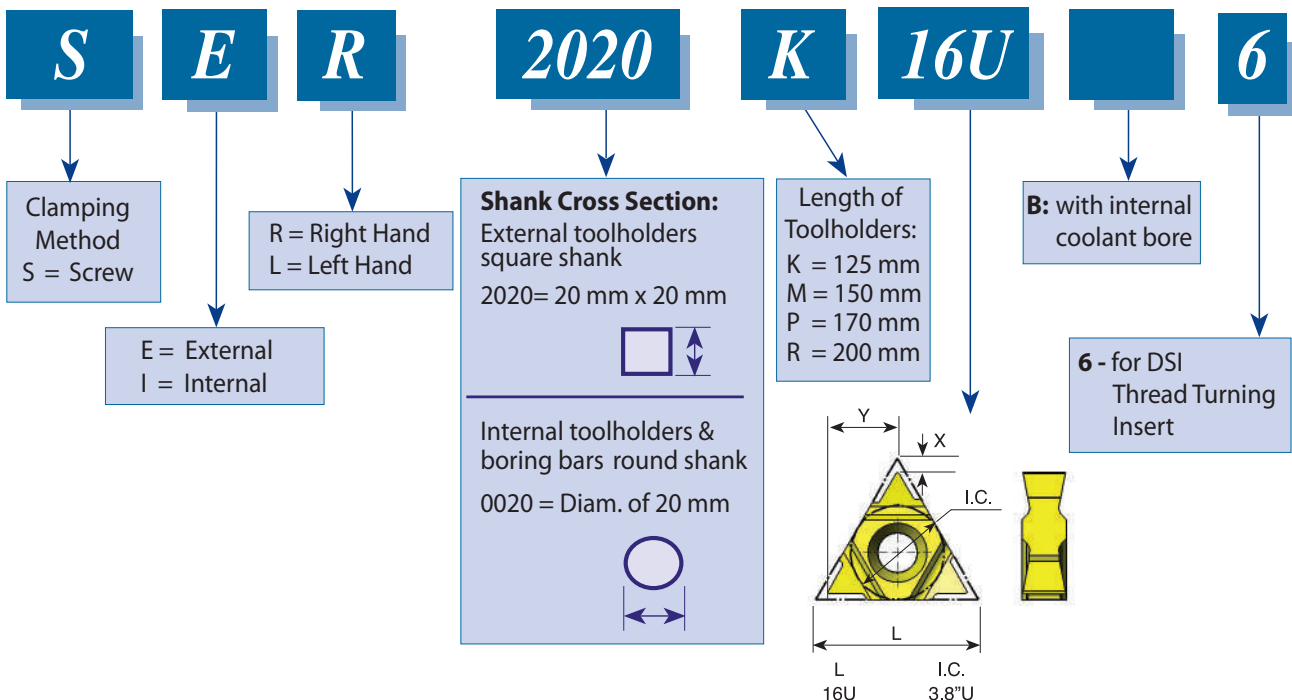 S E R 2020 K 16U 6
Clamping
Method
S = Screw
E = External
I = Internal
R = Right Hand
L = Left Hand
Shank Cross Section:
External toolholders
square shank
2020= 20 mm x 20 mm
Internal toolholders &
boring bars round shank
0020 = Diam. of 20 mm
Length of
Toolholders:
K = 125 mm
M = 150 mm
P = 170 mm
R = 200 mm
Y
X
I.C.
L
L I.C.
16U 3.8"U
B: with internal
coolant bore
6 - for DSI
Thread Turning
Insert